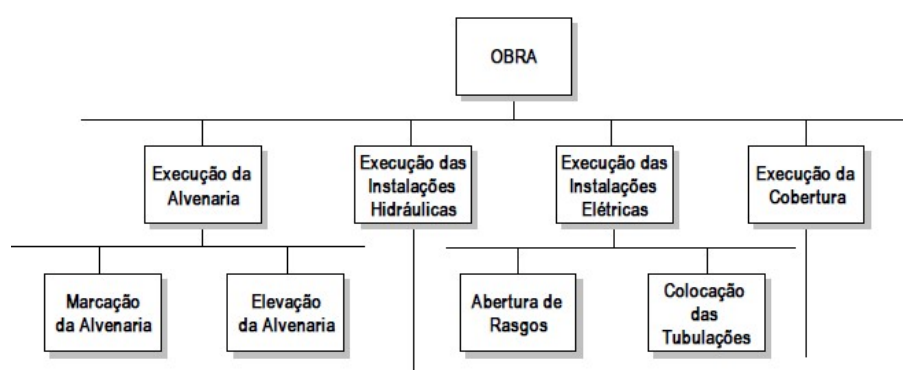 OBRA
Execução da
Alvenaria
Execução das
Instalações
Hidráulicas
Execução das
Instalações
Elétricas
Execução da
Cobertura
Marcação
da Alvenaria
Elevação
da Alvenaria
Abertura de
Rasgos
Colocação
das
Tubulações